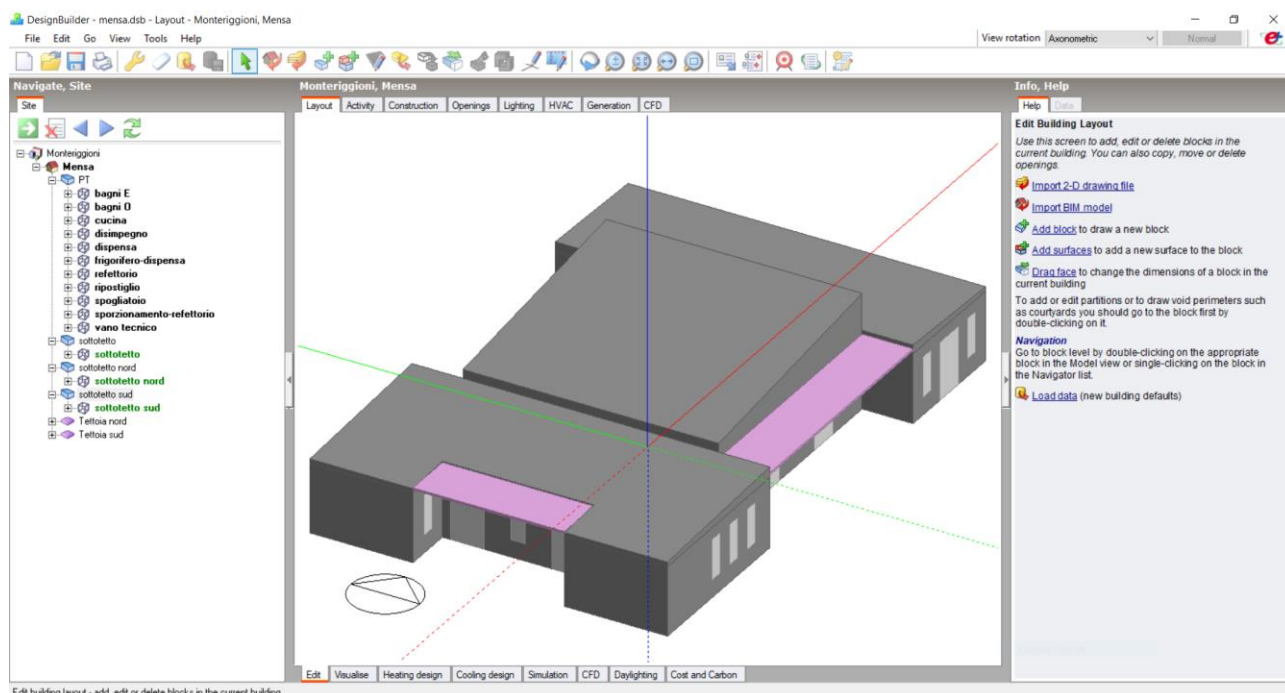 DesignBuilder - mensa.dsb - Layout - Monteriggioni, Mensa
File Edit Go View Tools Help
View rotation Axonometric Normal
Navigate, Site
Site
Monteriggioni
Mensa
PT
bagni E
bagni O
cucina
disimpegno
dispensa
frigorifero-dispensa
refettorio
ripostiglio
spogliatoio
sporzionamento-refettorio
vano tecnico
sottotetto
sottotetto
sottotetto nord
sottotetto nord
sottotetto sud
sottotetto sud
Tettoia nord
Tettoia sud
Monteriggioni, Mensa
Layout Activity Construction Openings Lighting HVAC Generation CFD
Edit Visualise Heating design Cooling design Simulation CFD Daylighting Cost and Carbon
Info, Help
Help Data
Edit Building Layout
Use this screen to add, edit or delete blocks in the
current building. You can also copy, move or delete
openings.
Import 2-D drawing file
Import BIM model
Add block to draw a new block
Add surfaces to add a new surface to the block
Drag face to change the dimensions of a block in the
current building
To add or edit partitions or to draw void perimeters such
as courtyards you should go to the block first by
double-clicking on it.
Navigation
Go to block level by double-clicking on the appropriate
block in the Model view or single-clicking on the block in
the Navigator list.
Load data (new building defaults)
Edit building layout - add, edit or delete blocks in the current building